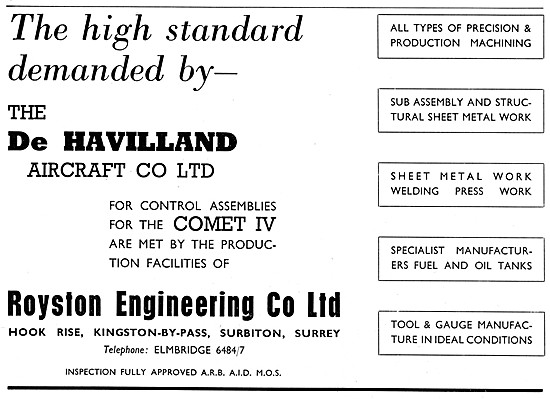 The high standard
demanded by—
THE
De HAVILLAND
AIRCRAFT CO LTD
FOR CONTROL ASSEMBLIES
FOR THE COMET IV
ARE MET BY THE PRODUC-
TION FACILITIES OF
Royston Engineering Co Ltd
HOOK RISE, KINGSTON-BY-PASS, SURBITON, SURREY
Telephone: ELMBRIDGE 6484/7
INSPECTION FULLY APPROVED A.R.B. A.I.D. M.O.S.
ALL TYPES OF PRECISION &
PRODUCTION MACHINING
SUB ASSEMBLY AND STRUC-
TURAL SHEET METAL WORK
SHEET METAL WORK
WELDING PRESS WORK
SPECIALIST MANUFACTUR-
ERS FUEL AND OIL TANKS
TOOL & GAUGE MANUFAC-
TURE IN IDEAL CONDITIONS